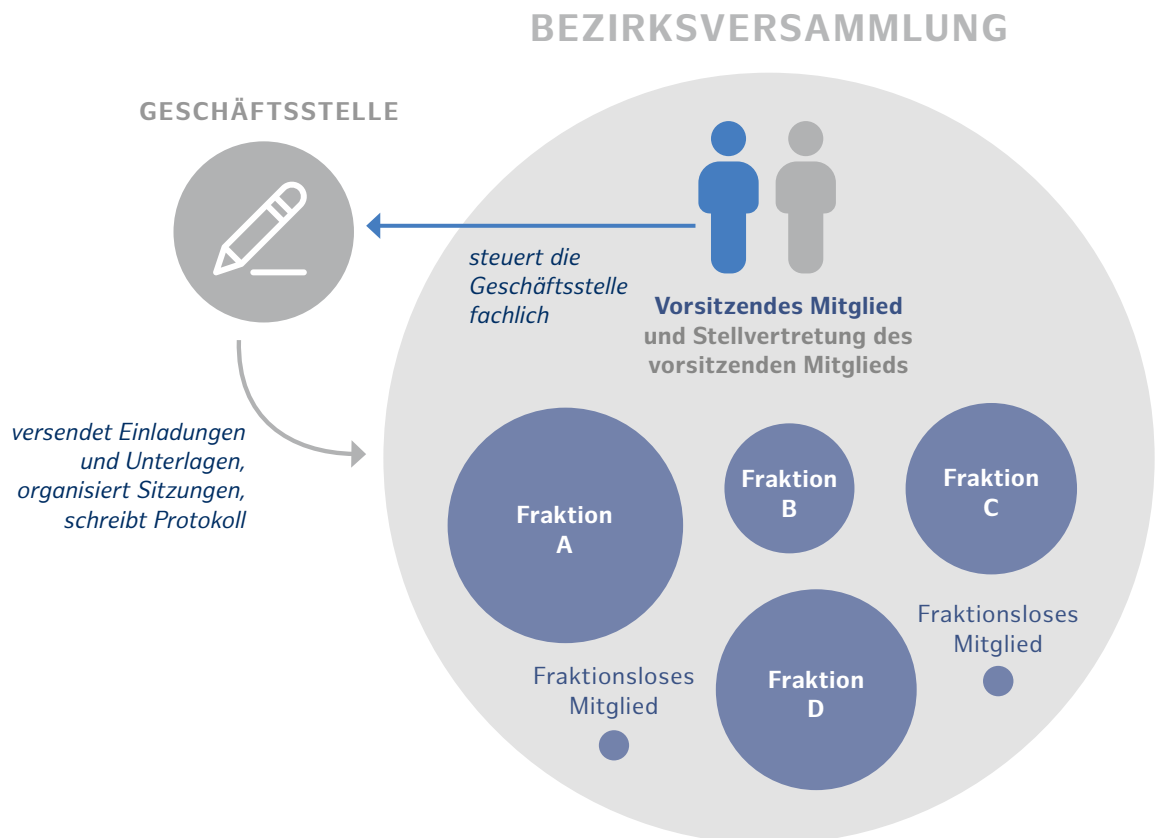 BEZIRKSVERSAMMLUNG
GESCHÄFTSSTELLE
steuert die
Geschäftsstelle
fachlich
Vorsitzendes Mitglied
und Stellvertretung des
vorsitzenden Mitglieds
versendet Einladungen
und Unterlagen,
organisiert Sitzungen,
schreibt Protokoll
Fraktion
A
Fraktion
B
Fraktion
C
Fraktionsloses
Mitglied
Fraktion
D
Fraktionsloses
Mitglied